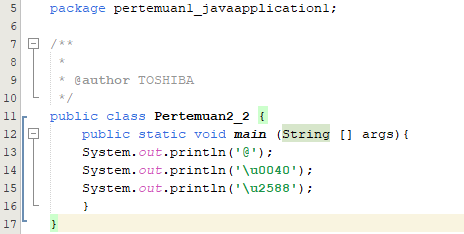 5 package pertemuan1_javaapplication1;
6
7 /**
8 *
9 * @author TOSHIBA
10 */
11 public class Pertemuan2_2 {
12 public static void main (String [] args){
13 System.out.println('@');
14 System.out.println('\u0040');
15 System.out.println('\u2588');
16 }
17 }